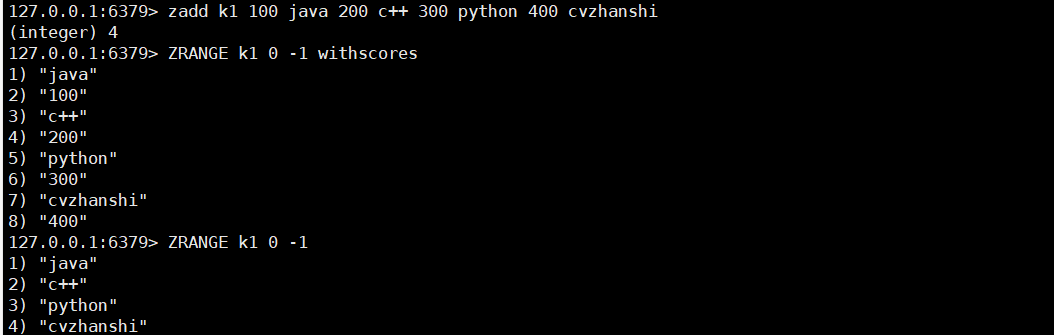 127.0.0.1:6379> zadd k1 100 java 200 c++ 300 python 400 cvzhanshi
(integer) 4
127.0.0.1:6379> ZRANGE k1 0 -1 withscores
1) "java"
2) "100"
3) "c++"
4) "200"
5) "python"
6) "300"
7) "cvzhanshi"
8) "400"
127.0.0.1:6379> ZRANGE k1 0 -1
1) "java"
2) "c++"
3) "python"
4) "cvzhanshi"